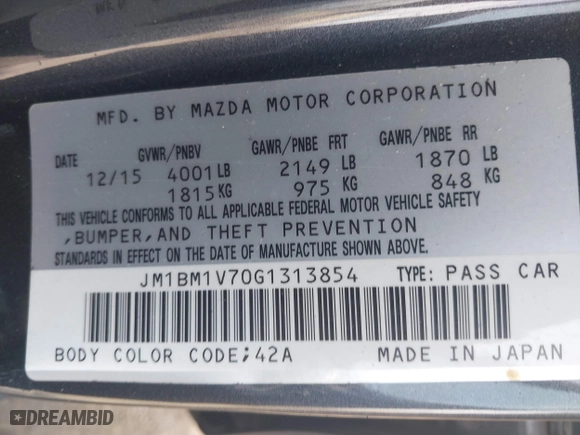 MFD. BY MAZDA MOTOR CORPORATION
DATE GVWR/PNBV GAWR/PNBE FRT GAWR/PNBE RR
12/15 4001 LB 2149 LB 1870 LB
1815 KG 975 KG 848 KG
THIS VEHICLE CONFORMS TO ALL APPLICABLE FEDERAL MOTOR VEHICLE SAFETY
,BUMPER,AND THEFT PREVENTION
STANDARDS IN EFFECT ON THE DATE OF MANUFACTURE SHOWN ABOVE.
JM1BM1V70G1313854 TYPE: PASS CAR
BODY COLOR CODE;42A MADE IN JAPAN
DREAMBID